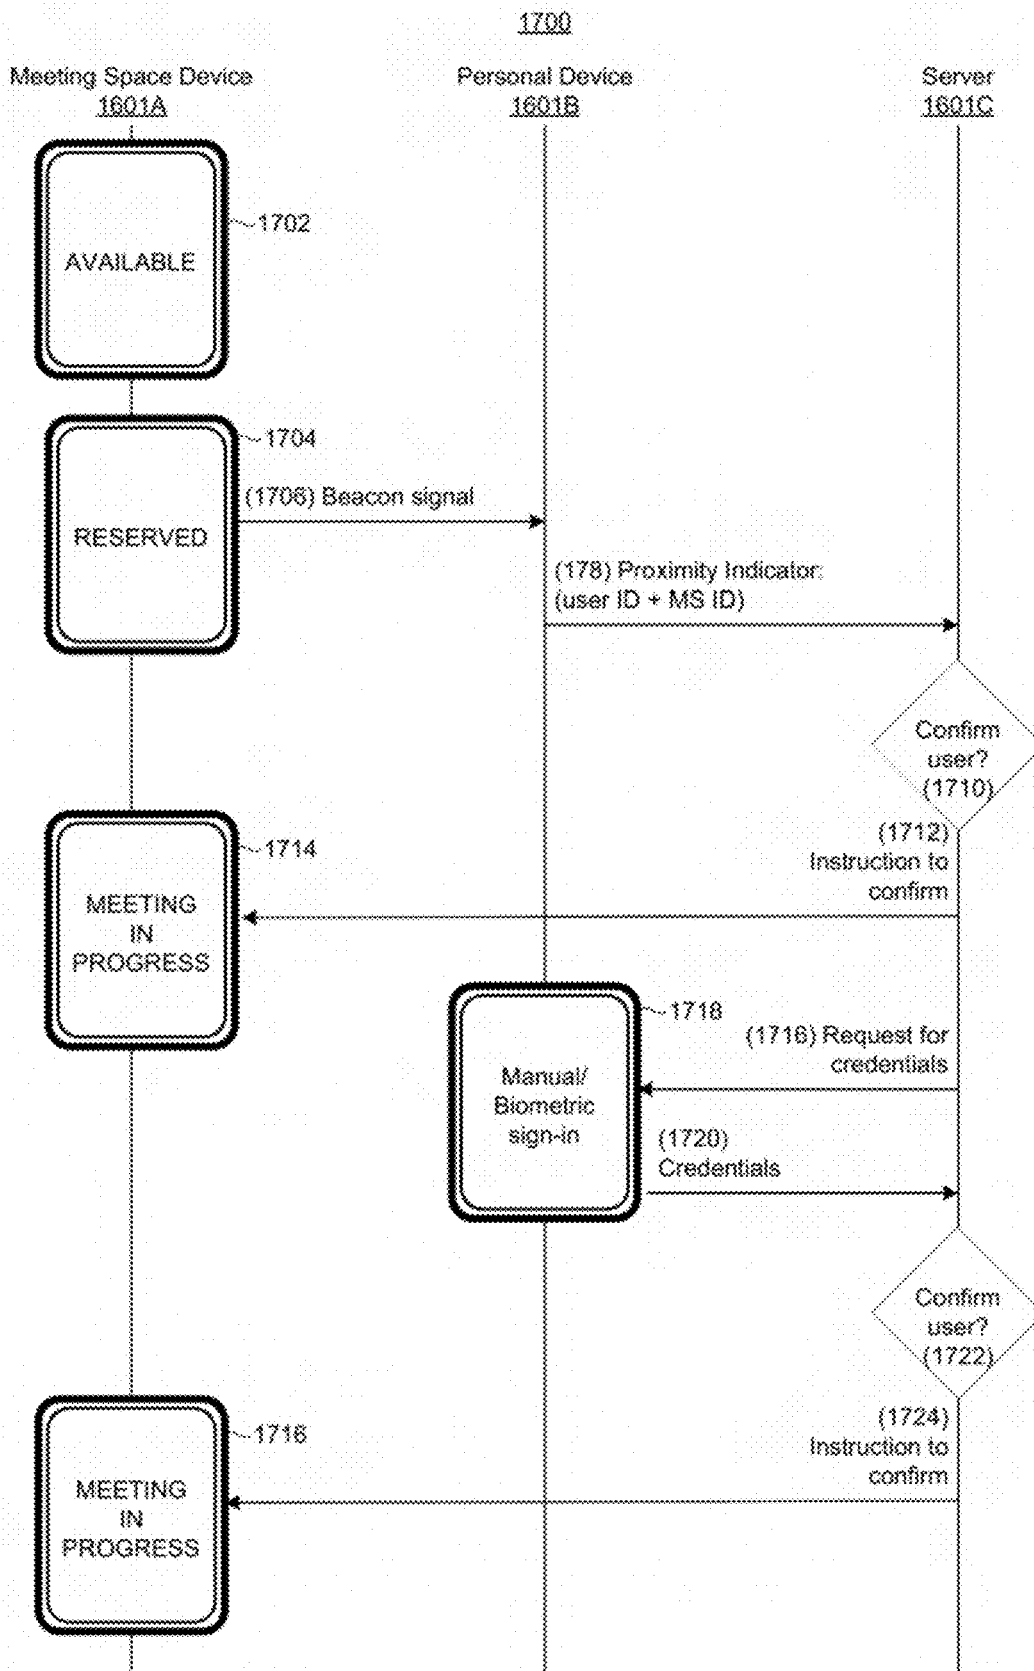 1700
Meeting Space Device
1601A
Personal Device
1601B
Server
1601C
1702
AVAILABLE
1704
(1706) Beacon signal
RESERVED
(178) Proximity Indicator:
(user ID + MS ID)
Confirm
user?
(1710)
(1712)
Instruction to
confirm
1714
MEETING
IN
PROGRESS
1718
(1716) Request for
credentials
Manual/
Biometric
sign-in
(1720)
Credentials
Confirm
user?
(1722)
(1724)
Instruction to
confirm
1716
MEETING
IN
PROGRESS